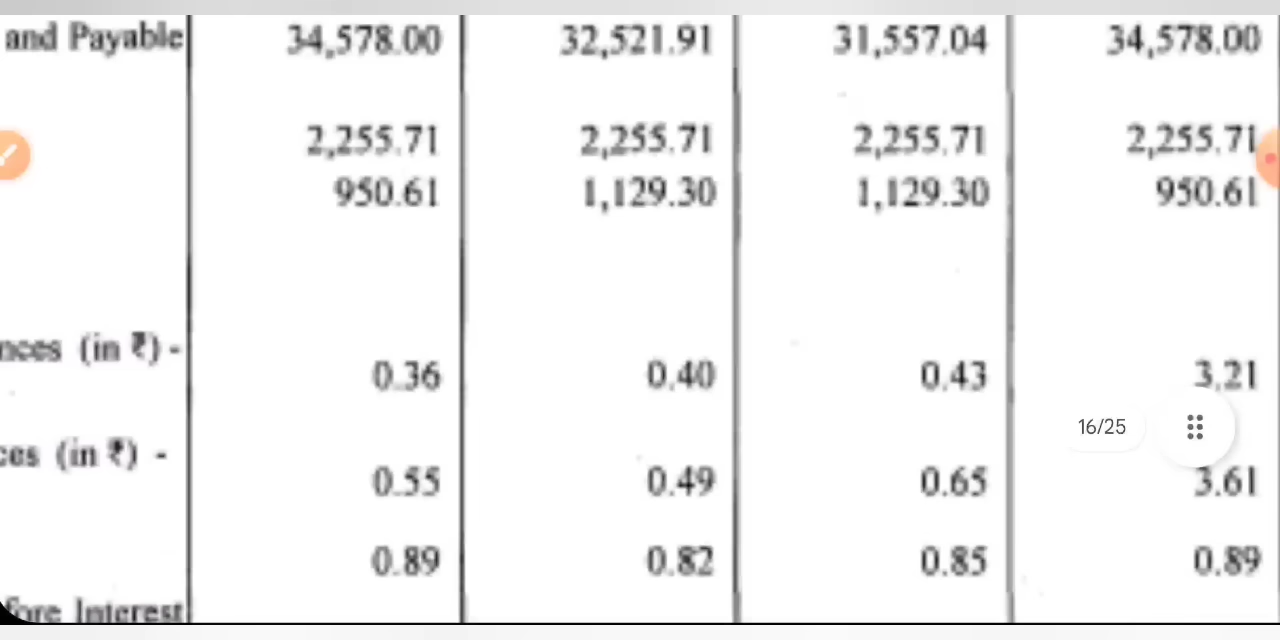 and Payable 34,578.00 32,521.91 31,557.04 34,578.00
2,255.71 2,255.71 2,255.71 2,255.71
950.61 1,129.30 1,129.30 950.61
nces (in ₹) -
0.36 0.40 0.43 3.21
16/25
ces (in ₹) -
0.55 0.49 0.65 3.61
0.89 0.82 0.85 0.89
fore Interest